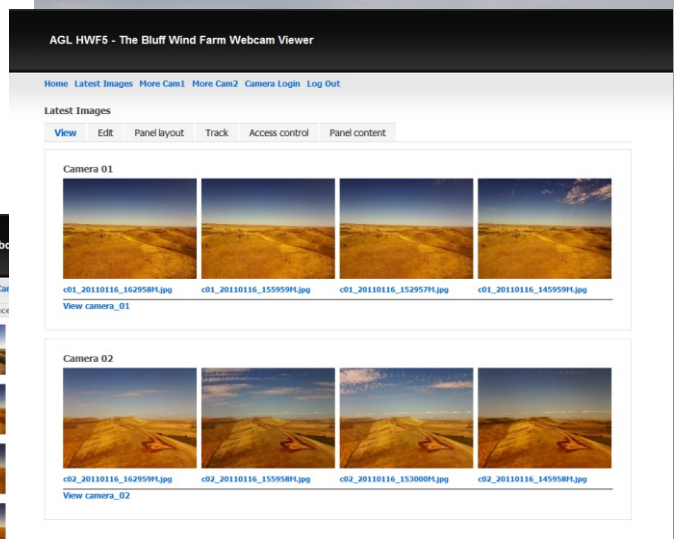 AGL HWF5 - The Bluff Wind Farm Webcam Viewer
Home Latest Images More Cam1 More Cam2 Camera Login Log Out
Latest Images
View Edit Panel layout Track Access control Panel content
Camera 01
c01_20110116_162958M.jpg c01_20110116_155959M.jpg c01_20110116_152957M.jpg c01_20110116_145959M.jpg
View camera_01
Camera 02
c02_20110116_162959M.jpg c02_20110116_155958M.jpg c02_20110116_153000M.jpg c02_20110116_145958M.jpg
View camera_02